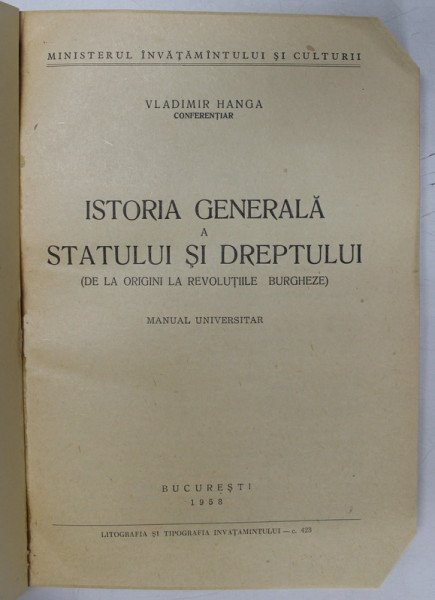 MINISTERUL ÎNVĂȚĂMÎNTULUI ȘI CULTURII
VLADIMIR HANGA
CONFERENȚIAR
ISTORIA GENERALĂ
A
STATULUI ȘI DREPTULUI
(DE LA ORIGINI LA REVOLUȚIILE BURGHEZE)
MANUAL UNIVERSITAR
BUCUREȘTI
1958
LITOGRAFIA ȘI TIPOGRAFIA INVĂȚAMINTULUI — c. 423